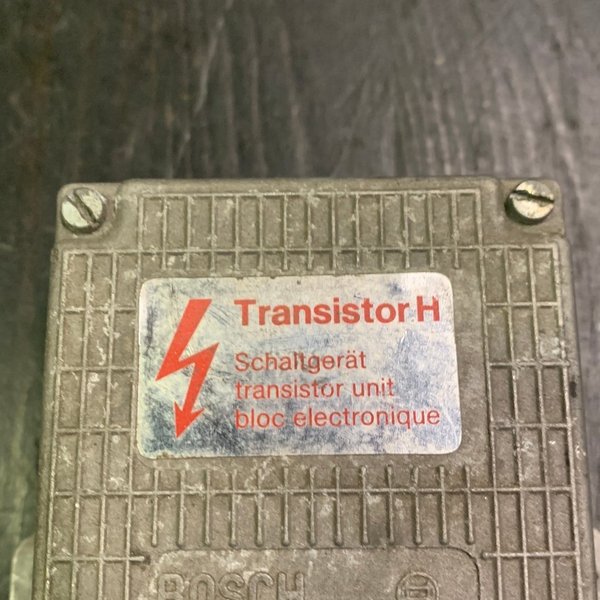 Transistor H
Schaltgerät
transistor unit
bloc electronique
BOSCH